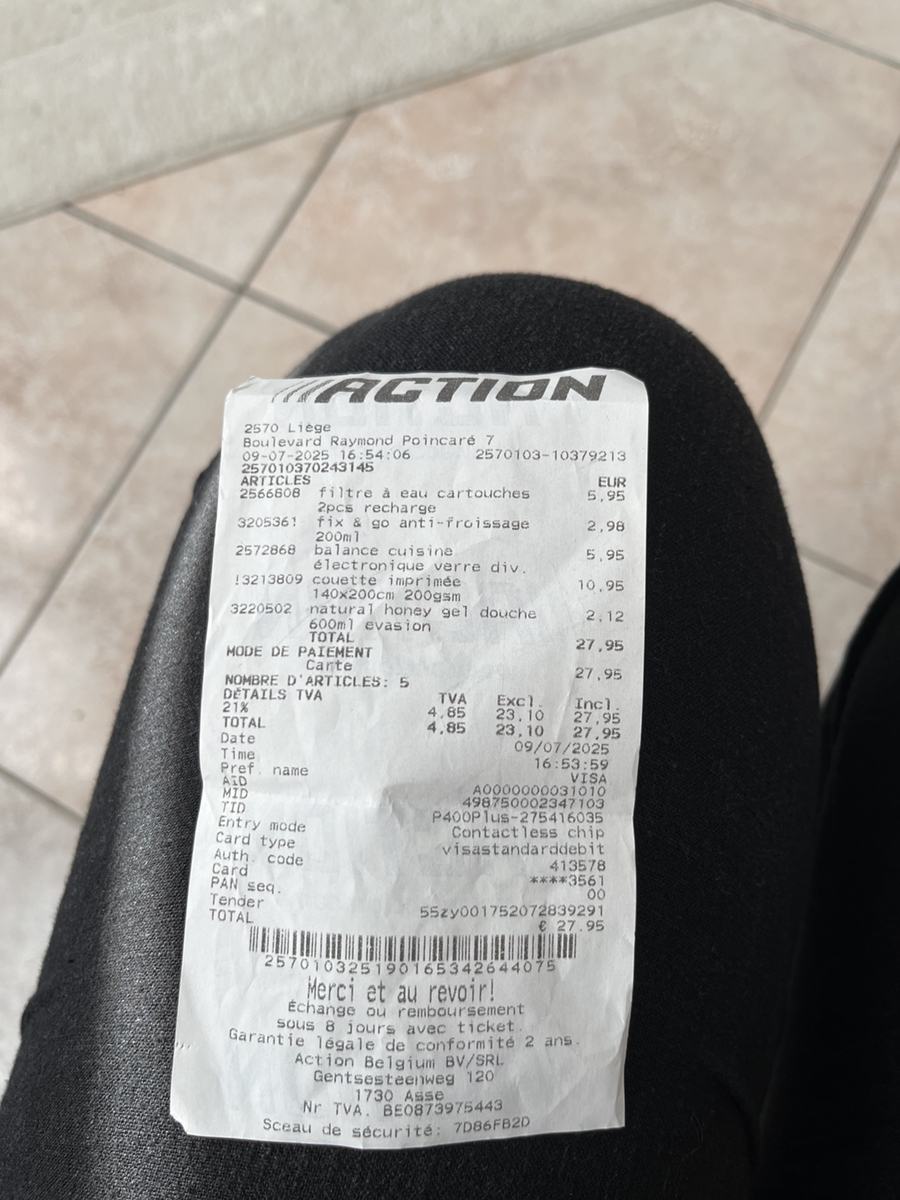 ACTION
2570 Liège
Boulevard Raymond Poincaré 7
09-07-2025 16:54:06 2570103-10379213
257010370243145
ARTICLES EUR
2566808 filtre à eau cartouches 5,95
2pcs recharge
3205361 fix & go anti-froissage 2,98
200ml
2572868 balance cuisine 5,95
électronique verre div.
!3213809 couette imprimée 10,95
140x200cm 200gsm
3220502 natural honey gel douche 2,12
600ml evasion
TOTAL 27,95
MODE DE PAIEMENT
Carte 27,95
NOMBRE D'ARTICLES: 5
DÉTAILS TVA TVA Excl. Incl.
21% 4,85 23,10 27,95
TOTAL 4,85 23,10 27,95
Date 09/07/2025
Time 16:53:59
Pref. name VISA
AID A0000000031010
MID 498750002347103
TID P400Plus-275416035
Entry mode Contactless chip
Card type visastandarddebit
Auth. code 413578
Card ****3561
PAN seq. 00
Tender 55zy001752072839291
TOTAL € 27.95
257010325190165342644075
Merci et au revoir!
Échange ou remboursement
sous 8 jours avec ticket.
Garantie légale de conformité 2 ans.
Action Belgium BV/SRL
Gentsesteenweg 120
1730 Asse
Nr TVA. BE0873975443
Sceau de sécurité: 7D86FB2D